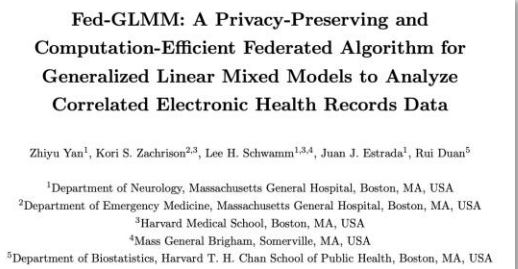 Fed-GLMM: A Privacy-Preserving and
Computation-Efficient Federated Algorithm for
Generalized Linear Mixed Models to Analyze
Correlated Electronic Health Records Data
Zhiyu Yan¹, Kori S. Zachrison²,³, Lee H. Schwamm¹,³,⁴, Juan J. Estrada¹, Rui Duan⁵
¹Department of Neurology, Massachusetts General Hospital, Boston, MA, USA
²Department of Emergency Medicine, Massachusetts General Hospital, Boston, MA, USA
³Harvard Medical School, Boston, MA, USA
⁴Mass General Brigham, Somerville, MA, USA
⁵Department of Biostatistics, Harvard T. H. Chan School of Public Health, Boston, MA, USA